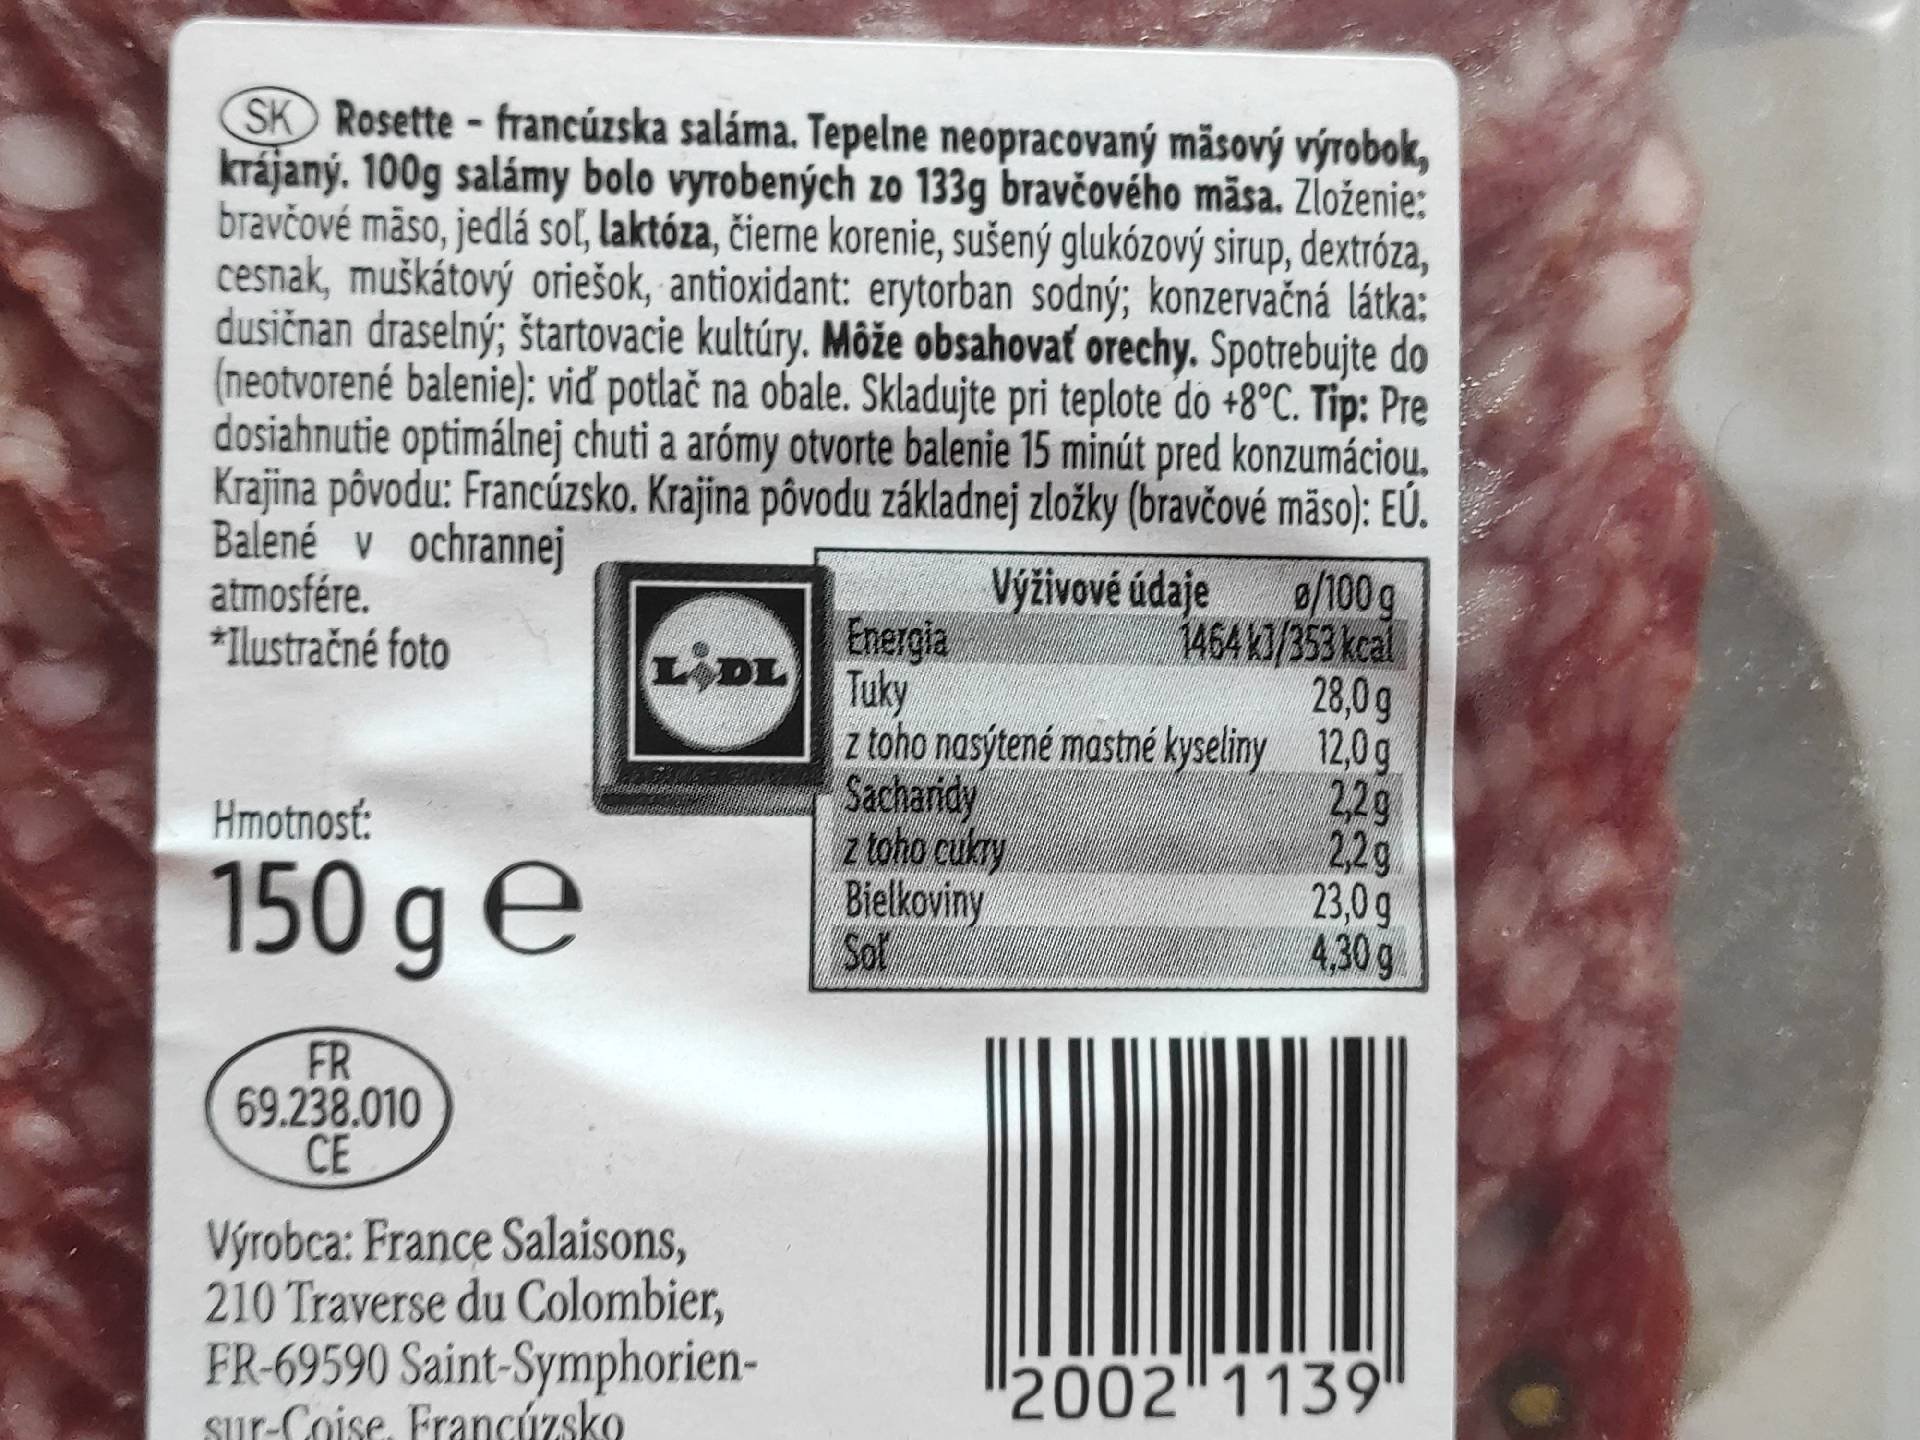 SK Rosette - francúzska saláma. Tepelne neopracovaný mäsový výrobok,
krájaný. 100g salámy bolo vyrobených zo 133g bravčového mäsa. Zloženie:
bravčové mäso, jedlá soľ, laktóza, čierne korenie, sušený glukózový sirup, dextróza,
cesnak, muškátový oriešok, antioxidant: erytorban sodný; konzervačná látka:
dusičnan draselný; štartovacie kultúry. Môže obsahovať orechy. Spotrebujte do
(neotvorené balenie): viď potlač na obale. Skladujte pri teplote do +8°C. Tip: Pre
dosiahnutie optimálnej chuti a arómy otvorte balenie 15 minút pred konzumáciou.
Krajina pôvodu: Francúzsko. Krajina pôvodu základnej zložky (bravčové mäso): EÚ.
Balené v ochrannej
atmosfére.
*Ilustračné foto
LIDL
Výživové údaje ø/100 g
Energia 1464 kJ/353 kcal
Tuky 28,0 g
z toho nasýtené mastné kyseliny 12,0 g
Sacharidy 2,2 g
z toho cukry 2,2 g
Bielkoviny 23,0 g
Soľ 4,30 g
Hmotnosť:
150 g e
FR
69.238.010
CE
Výrobca: France Salaisons,
210 Traverse du Colombier,
FR-69590 Saint-Symphorien-
sur-Coise, Francúzsko
2002 1139